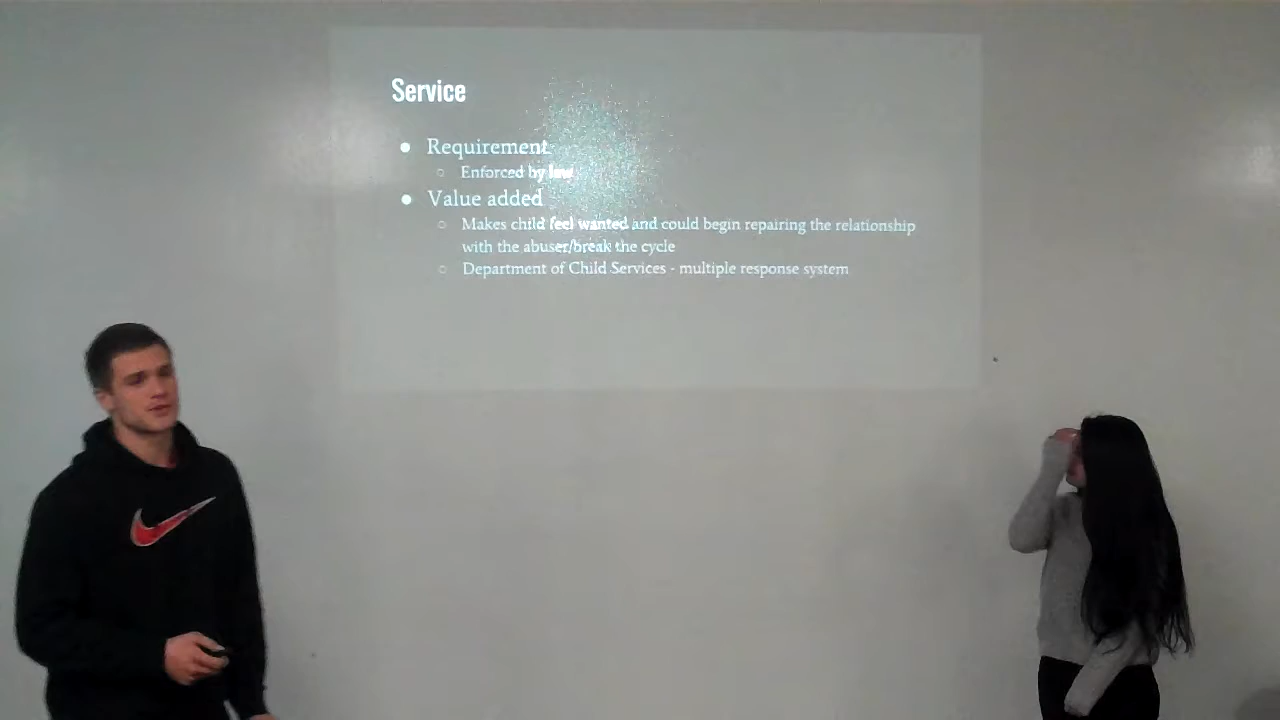 Service
● Requirement
○ Enforced by law
● Value added
○ Makes child feel wanted and could begin repairing the relationship
with the abuser/break the cycle
○ Department of Child Services - multiple response system